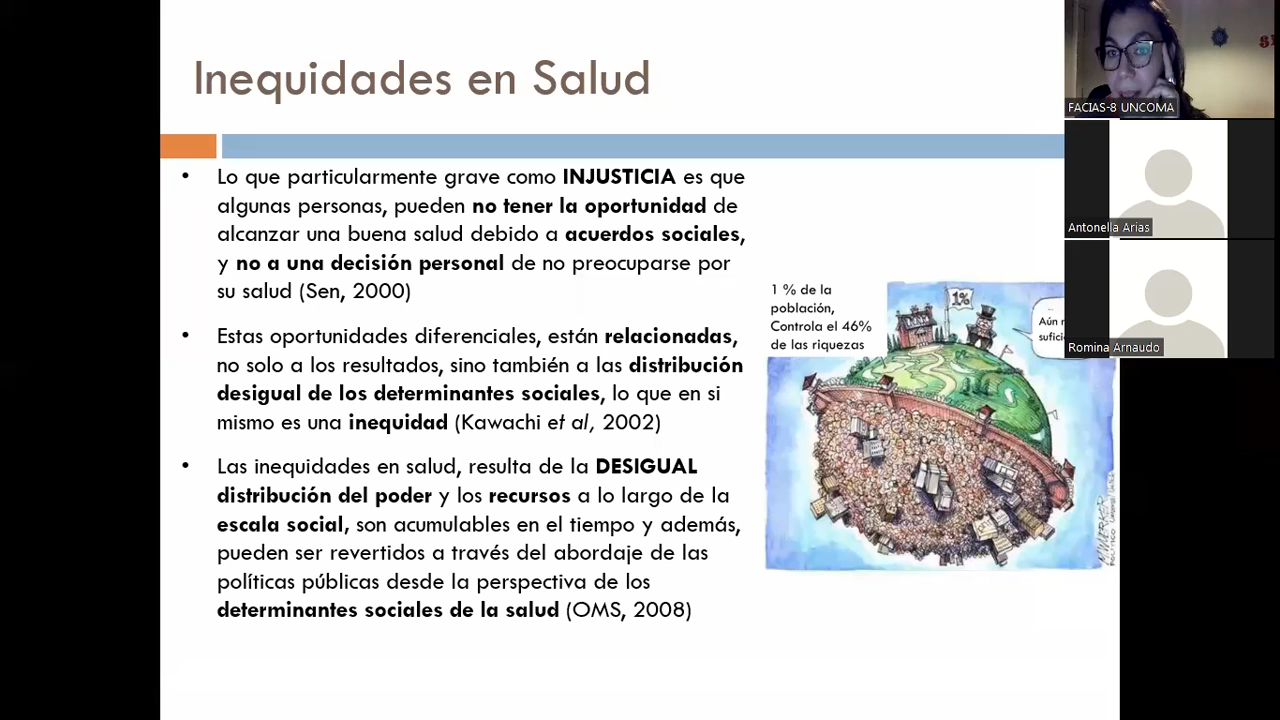 Inequidades en Salud
• Lo que particularmente grave como INJUSTICIA es que
algunas personas, pueden no tener la oportunidad de
alcanzar una buena salud debido a acuerdos sociales,
y no a una decisión personal de no preocuparse por
su salud (Sen, 2000)
• Estas oportunidades diferenciales, están relacionadas,
no solo a los resultados, sino también a las distribución
desigual de los determinantes sociales, lo que en si
mismo es una inequidad (Kawachi et al, 2002)
• Las inequidades en salud, resulta de la DESIGUAL
distribución del poder y los recursos a lo largo de la
escala social, son acumulables en el tiempo y además,
pueden ser revertidos a través del abordaje de las
políticas públicas desde la perspectiva de los
determinantes sociales de la salud (OMS, 2008)
1 % de la
población,
Controla el 46%
de las riquezas
1%
Aún
FACIAS-8 UNCOMA
Antonella Arias
Romina Arnaudo